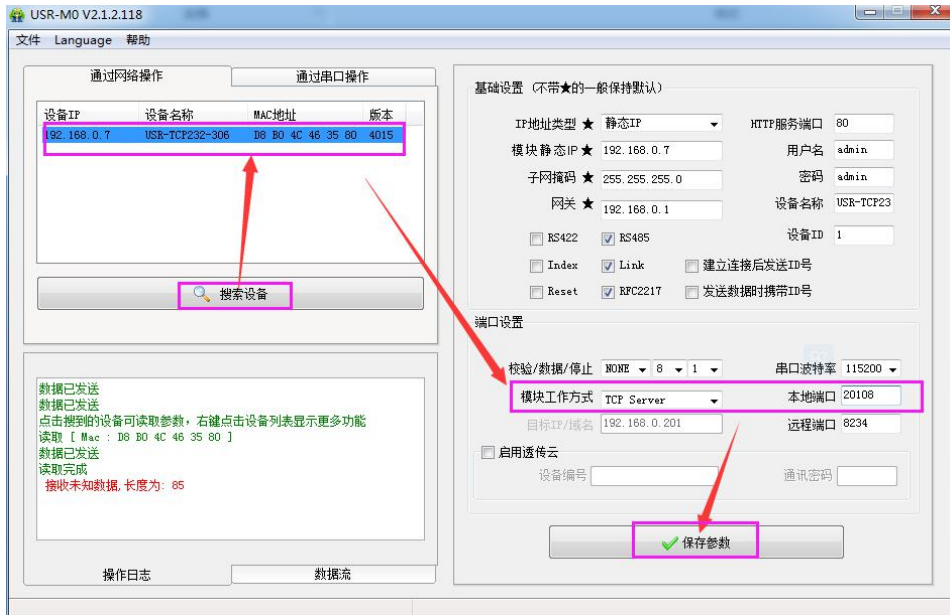 USR-M0 V2.1.2.118
文件 Language 帮助
通过网络操作 通过串口操作
设备IP 设备名称 MAC地址 版本
192.168.0.7 USR-TCP232-306 D8 B0 4C 46 35 80 4015
搜索设备
数据已发送
数据已发送
点击搜到的设备可读取参数，右键点击设备列表显示更多功能
读取 [ Mac : D8 B0 4C 46 35 80 ]
数据已发送
读取完成
接收未知数据,长度为: 85
操作日志 数据流
基础设置 (不带★的一般保持默认)
IP地址类型 ★ 静态IP HTTP服务端口 80
模块静态IP ★ 192.168.0.7 用户名 admin
子网掩码 ★ 255.255.255.0 密码 admin
网关 ★ 192.168.0.1 设备名称 USR-TCP23
RS422 RS485 设备ID 1
Index Link 建立连接后发送ID号
Reset RFC2217 发送数据时携带ID号
端口设置
校验/数据/停止 NONE 8 1 串口波特率 115200
模块工作方式 TCP Server 本地端口 20108
目标IP/域名 192.168.0.201 远程端口 8234
启用透传云
设备编号 通讯密码
保存参数